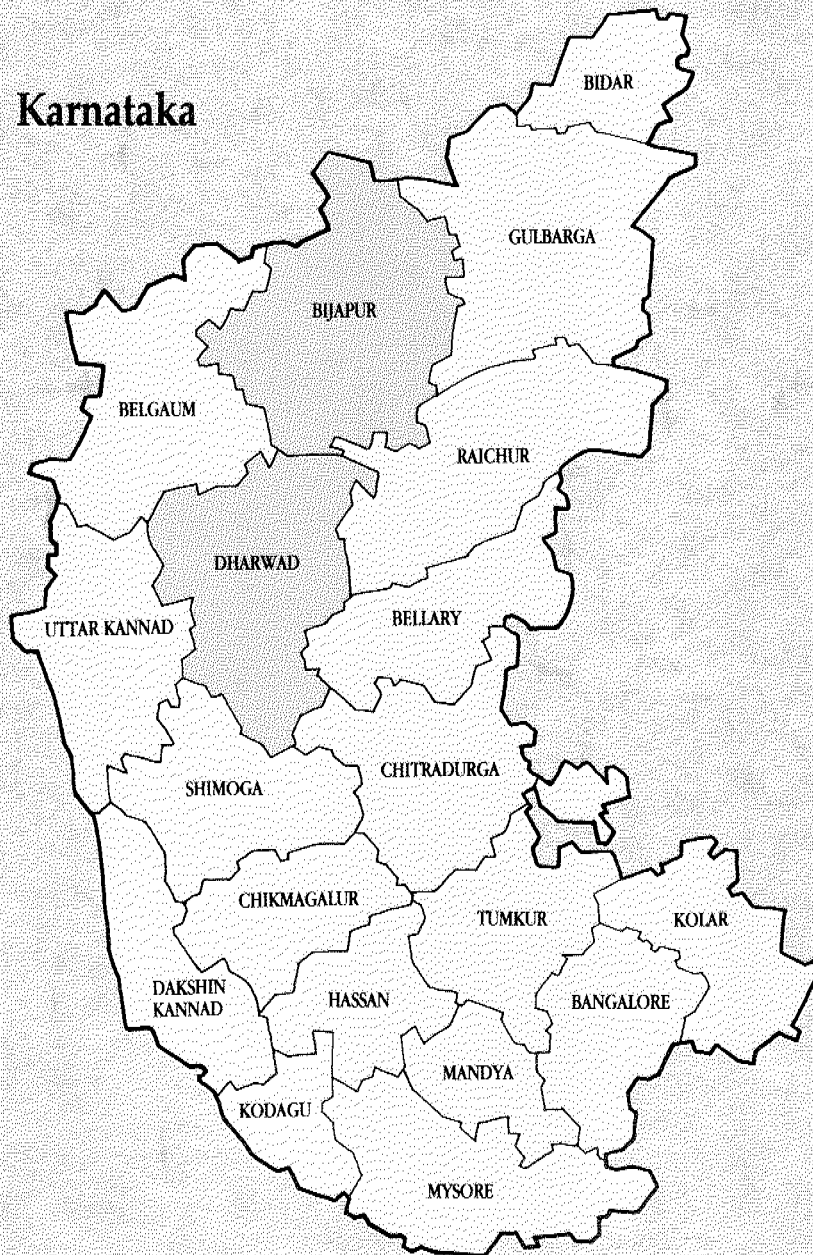 Karnataka
BIDAR
GULBARGA
BIJAPUR
BELGAUM
RAICHUR
DHARWAD
UTTAR KANNAD
BELLARY
CHITRADURGA
SHIMOGA
CHIKMAGALUR
TUMKUR
KOLAR
DAKSHIN
KANNAD
HASSAN
BANGALORE
MANDYA
KODAGU
MYSORE